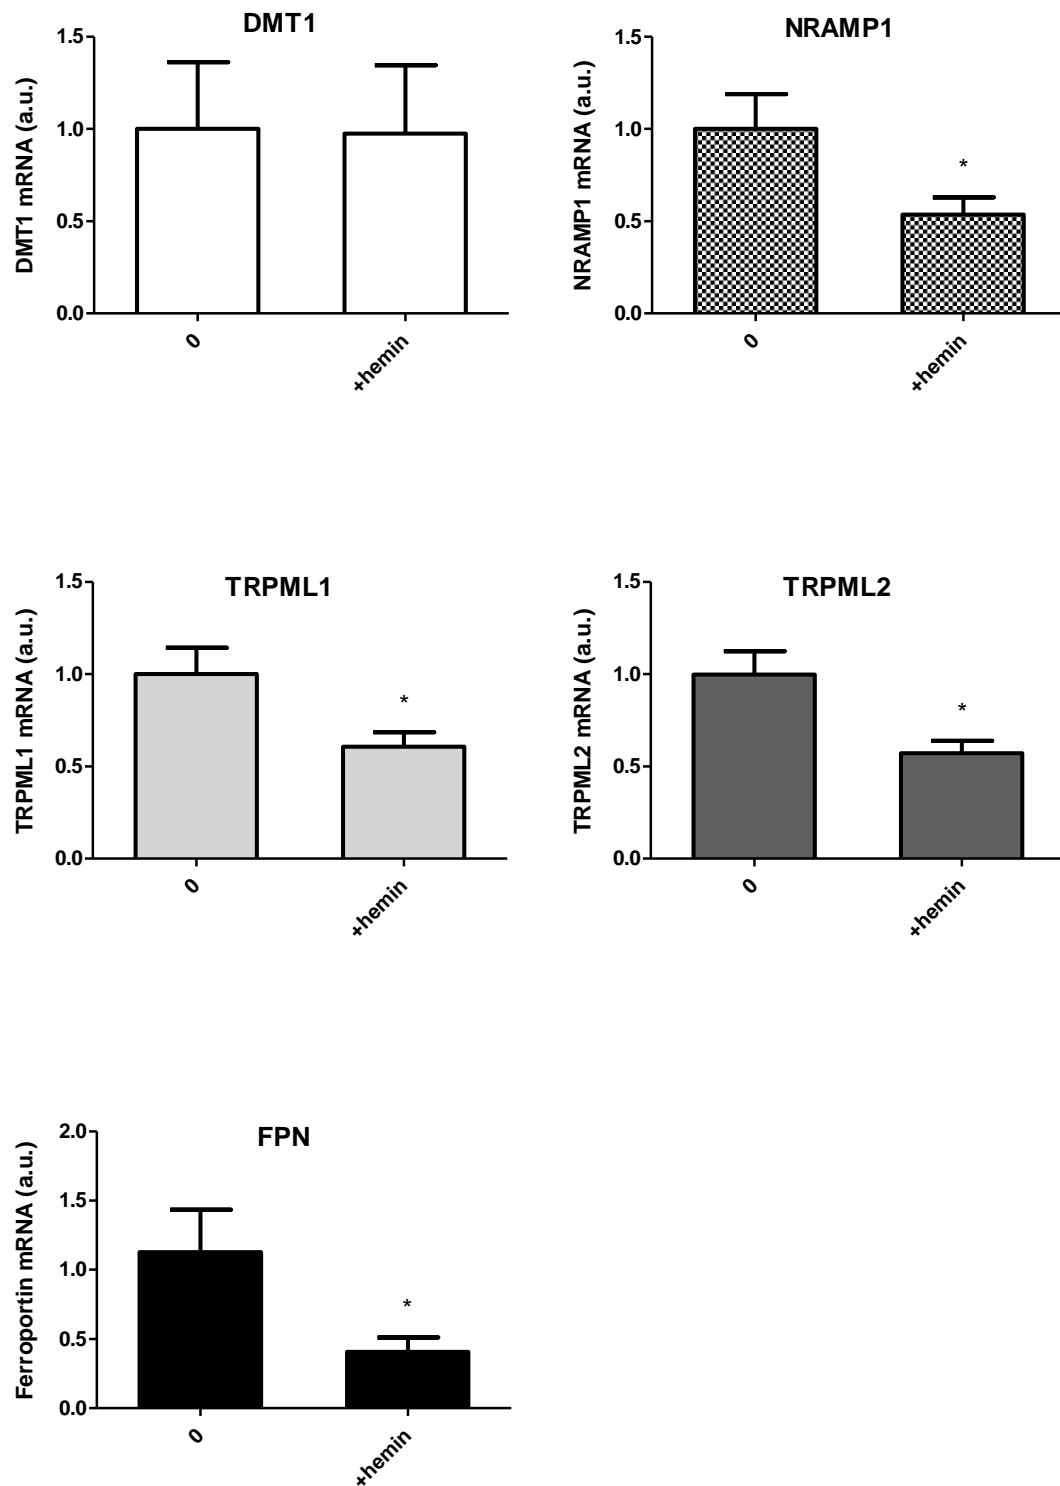 DMT1
DMT1 mRNA (a.u.)
1.5
1.0
0.5
0.0
0
+hemin
NRAMP1
NRAMP1 mRNA (a.u.)
1.5
1.0
0.5
0.0
*
0
+hemin
TRPML1
TRPML1 mRNA (a.u.)
1.5
1.0
0.5
0.0
*
0
+hemin
TRPML2
TRPML2 mRNA (a.u.)
1.5
1.0
0.5
0.0
*
0
+hemin
FPN
Ferroportin mRNA (a.u.)
2.0
1.5
1.0
0.5
0.0
*
0
+hemin